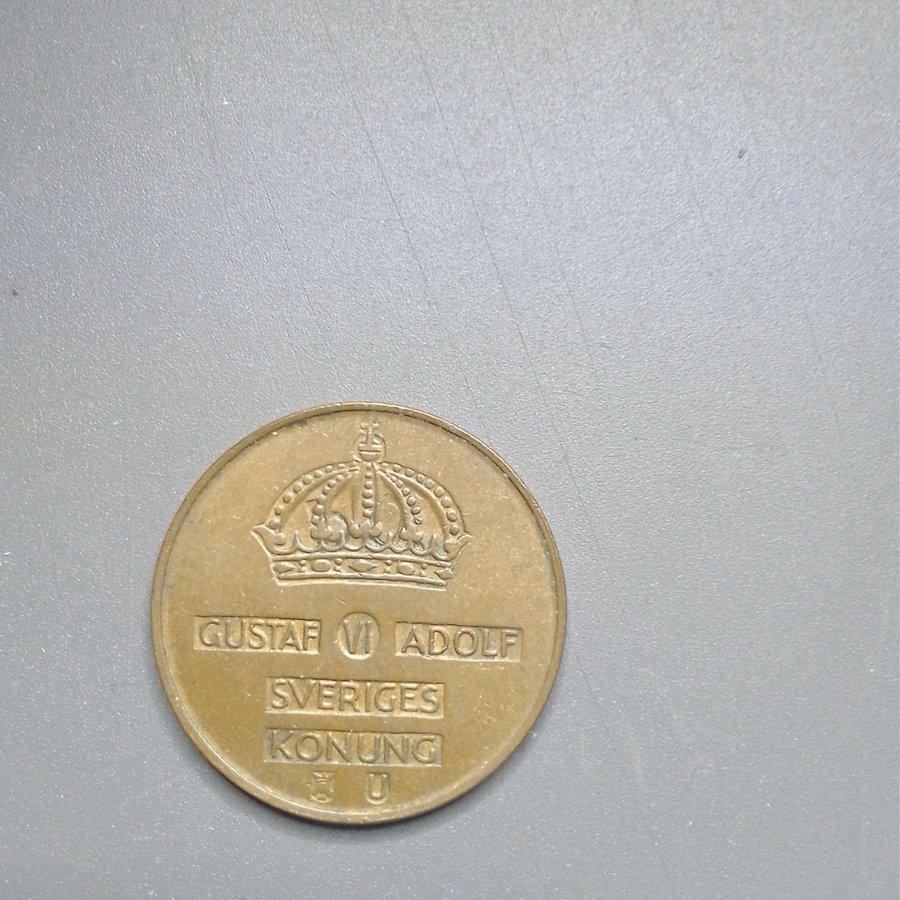 GUSTAF VI ADOLF
SVERIGES
KONUNG
U